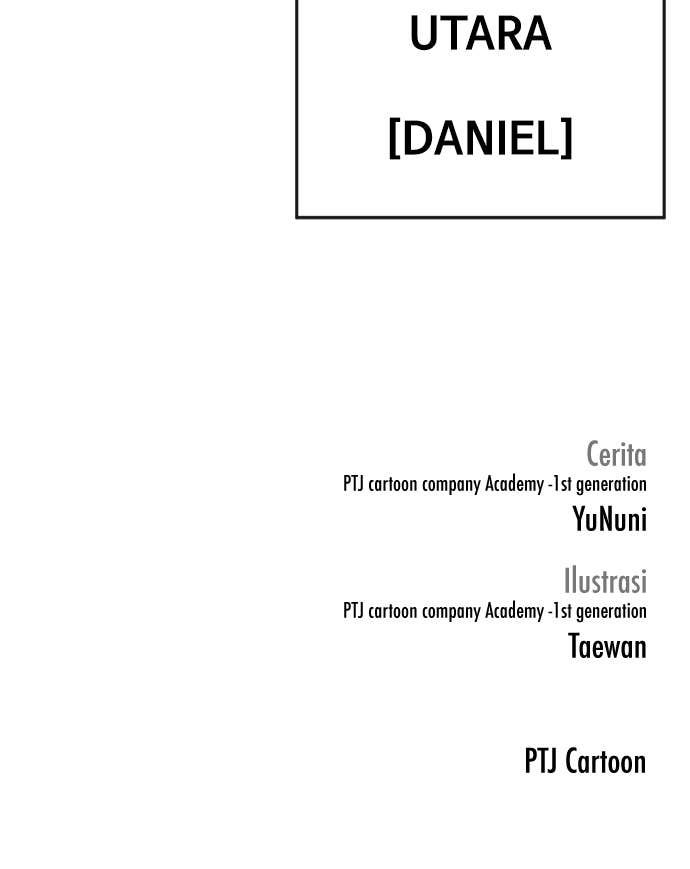 UTARA
[DANIEL]
Cerita
PTJ cartoon company Academy -1st generation
YuNuni
Ilustrasi
PTJ cartoon company Academy -1st generation
Taewan
PTJ Cartoon